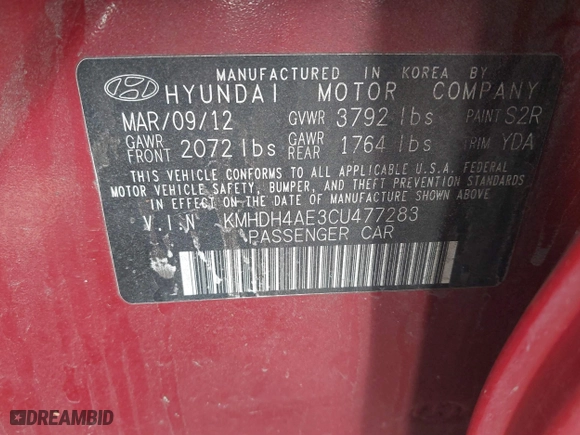 MANUFACTURED IN KOREA BY
HYUNDAI MOTOR COMPANY
MAR/09/12 GVWR 3792 lbs PAINT S2R
GAWR FRONT 2072 lbs GAWR REAR 1764 lbs TRIM YDA
THIS VEHICLE CONFORMS TO ALL APPLICABLE U.S.A. FEDERAL
MOTOR VEHICLE SAFETY, BUMPER, AND THEFT PREVENTION STANDARDS
IN EFFECT ON THE DATE OF MANUFACTURE SHOWN ABOVE
V.I.N KMHDH4AE3CU477283
PASSENGER CAR
DREAMBID